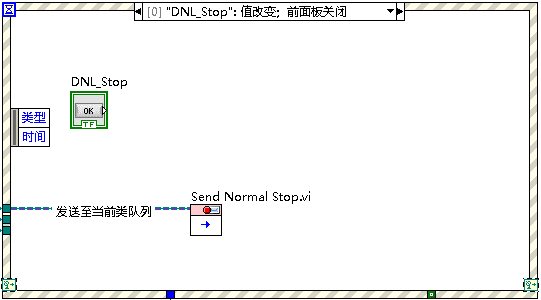 [0] "DNL_Stop": 值改变; 前面板关闭
DNL_Stop
OK
TF
类型
时间
Send Normal Stop.vi
发送至当前类队列